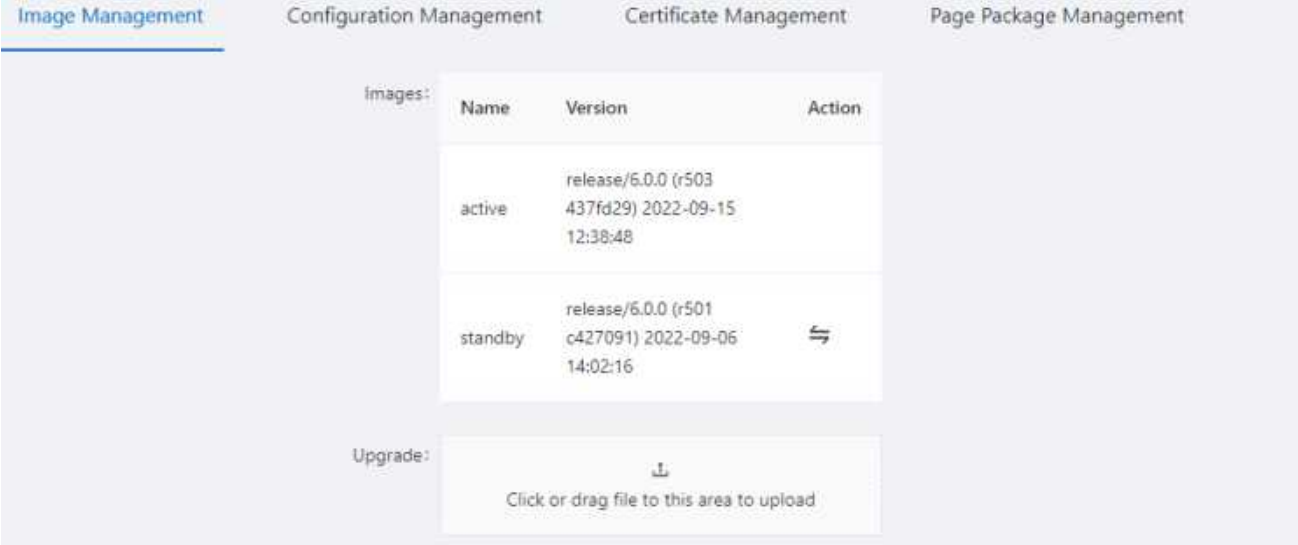 Image Management Configuration Management Certificate Management Page Package Management
Images:
Name Version Action
active
release/6.0.0 (r503
437fd29) 2022-09-15
12:38:48
standby
release/6.0.0 (r501
c427091) 2022-09-06
14:02:16
Upgrade:
Click or drag file to this area to upload